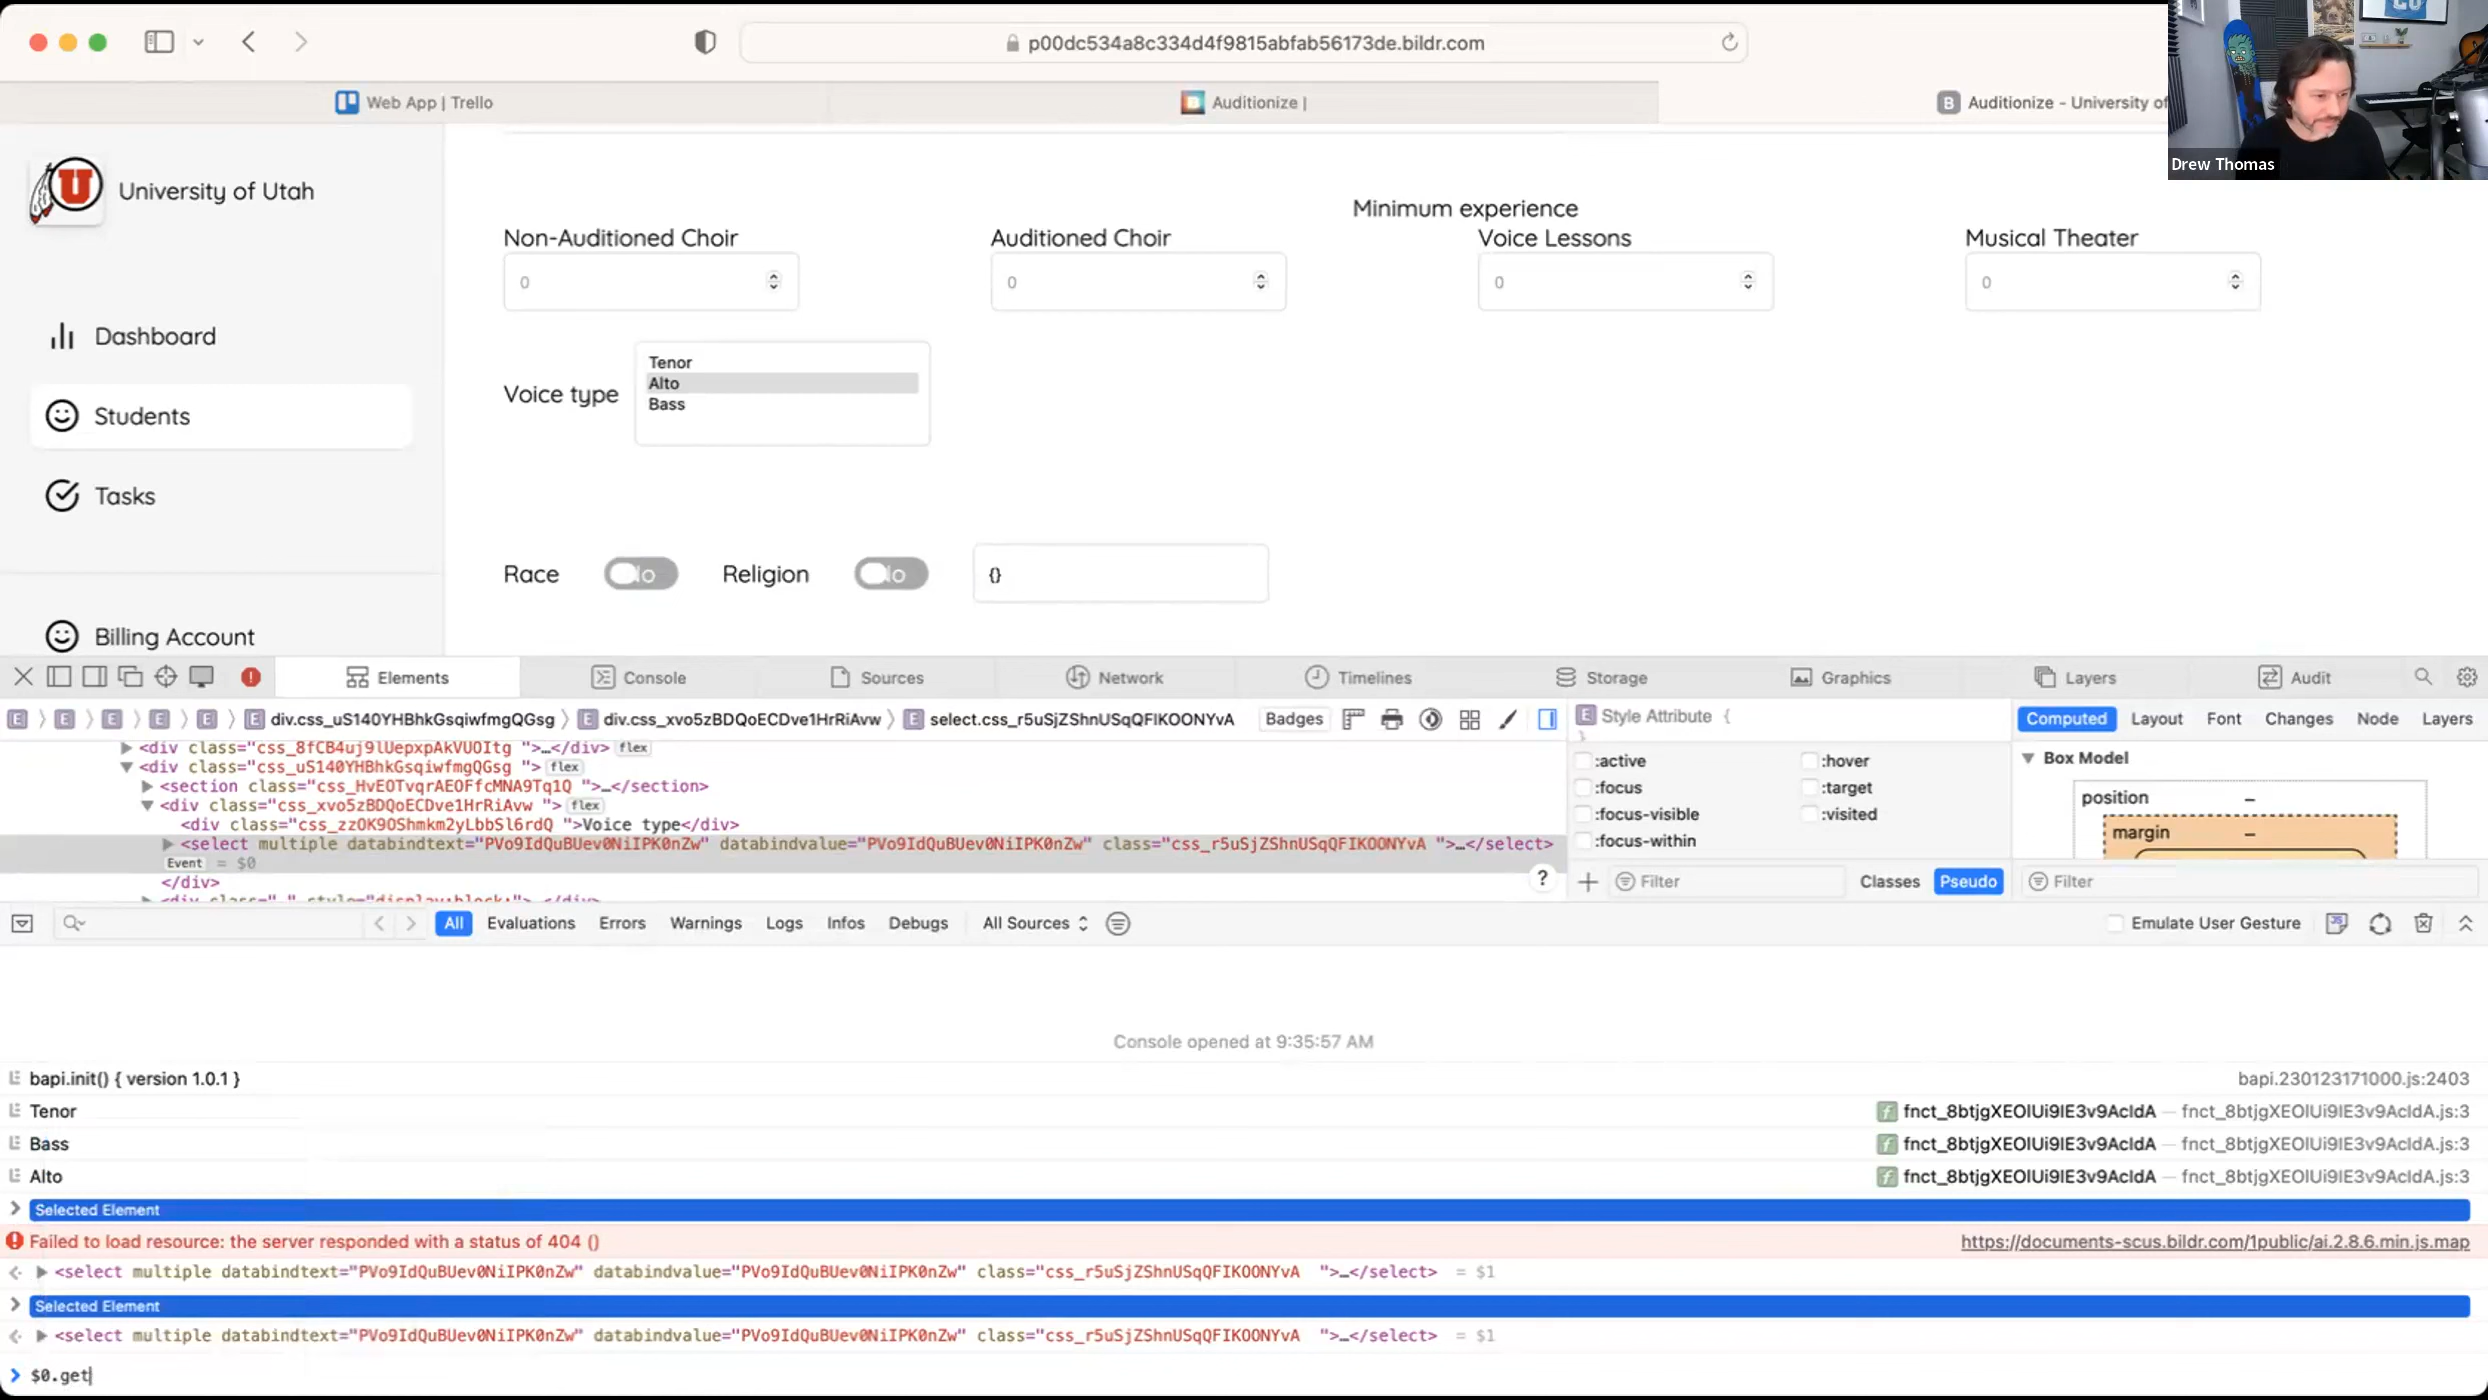 p00dc534a8c334d4f9815abfab56173de.bildr.com
Web App | Trello
Auditionize |
B Auditionize - University of
Drew Thomas
U University of Utah
Minimum experience
Non-Auditioned Choir
Auditioned Choir
Voice Lessons
Musical Theater
0
0
0
0
Dashboard
Students
Tasks
Billing Account
Voice type
Tenor
Alto
Bass
Race
Religion
{}
Elements
Console
Sources
Network
Timelines
Storage
Graphics
Layers
Audit
E E E E E E div.css_uS140YHBhkGsqiwfmgQGsg E div.css_xvo5zBDQoECDve1HrRiAvw E select.css_r5uSjZShnUSqQFIKOONYvA Badges
E Style Attribute {
}
Computed Layout Font Changes Node Layers
<div class="css_8fCB4uj9lUepxpAkVUOItg ">…</div> flex
<div class="css_uS140YHBhkGsqiwfmgQGsg "> flex
<section class="css_HvEOTvqrAEOFfcMNA9Tq1Q ">…</section>
<div class="css_xvo5zBDQoECDve1HrRiAvw "> flex
<div class="css_zzOK9OShmkm2yLbbSl6rdQ ">Voice type</div>
<select multiple databindtext="PVo9IdQuBUev0NiIPK0nZw" databindvalue="PVo9IdQuBUev0NiIPK0nZw" class="css_r5uSjZShnUSqQFIKOONYvA ">…</select>
Event = $0
</div>
?
:active
:hover
:focus
:target
:focus-visible
:visited
:focus-within
Filter
Classes
Pseudo
Box Model
position –
margin –
Filter
All Evaluations Errors Warnings Logs Infos Debugs All Sources
Emulate User Gesture
Console opened at 9:35:57 AM
bapi.init() { version 1.0.1 }
bapi.230123171000.js:2403
Tenor
f fnct_8btjgXEOIUi9IE3v9AcIdA — fnct_8btjgXEOIUi9IE3v9AcIdA.js:3
Bass
f fnct_8btjgXEOIUi9IE3v9AcIdA — fnct_8btjgXEOIUi9IE3v9AcIdA.js:3
Alto
f fnct_8btjgXEOIUi9IE3v9AcIdA — fnct_8btjgXEOIUi9IE3v9AcIdA.js:3
Selected Element
Failed to load resource: the server responded with a status of 404 ()
https://documents-scus.bildr.com/1public/ai.2.8.6.min.js.map
<select multiple databindtext="PVo9IdQuBUev0NiIPK0nZw" databindvalue="PVo9IdQuBUev0NiIPK0nZw" class="css_r5uSjZShnUSqQFIKOONYvA ">…</select> = $1
Selected Element
<select multiple databindtext="PVo9IdQuBUev0NiIPK0nZw" databindvalue="PVo9IdQuBUev0NiIPK0nZw" class="css_r5uSjZShnUSqQFIKOONYvA ">…</select> = $1
$0.get